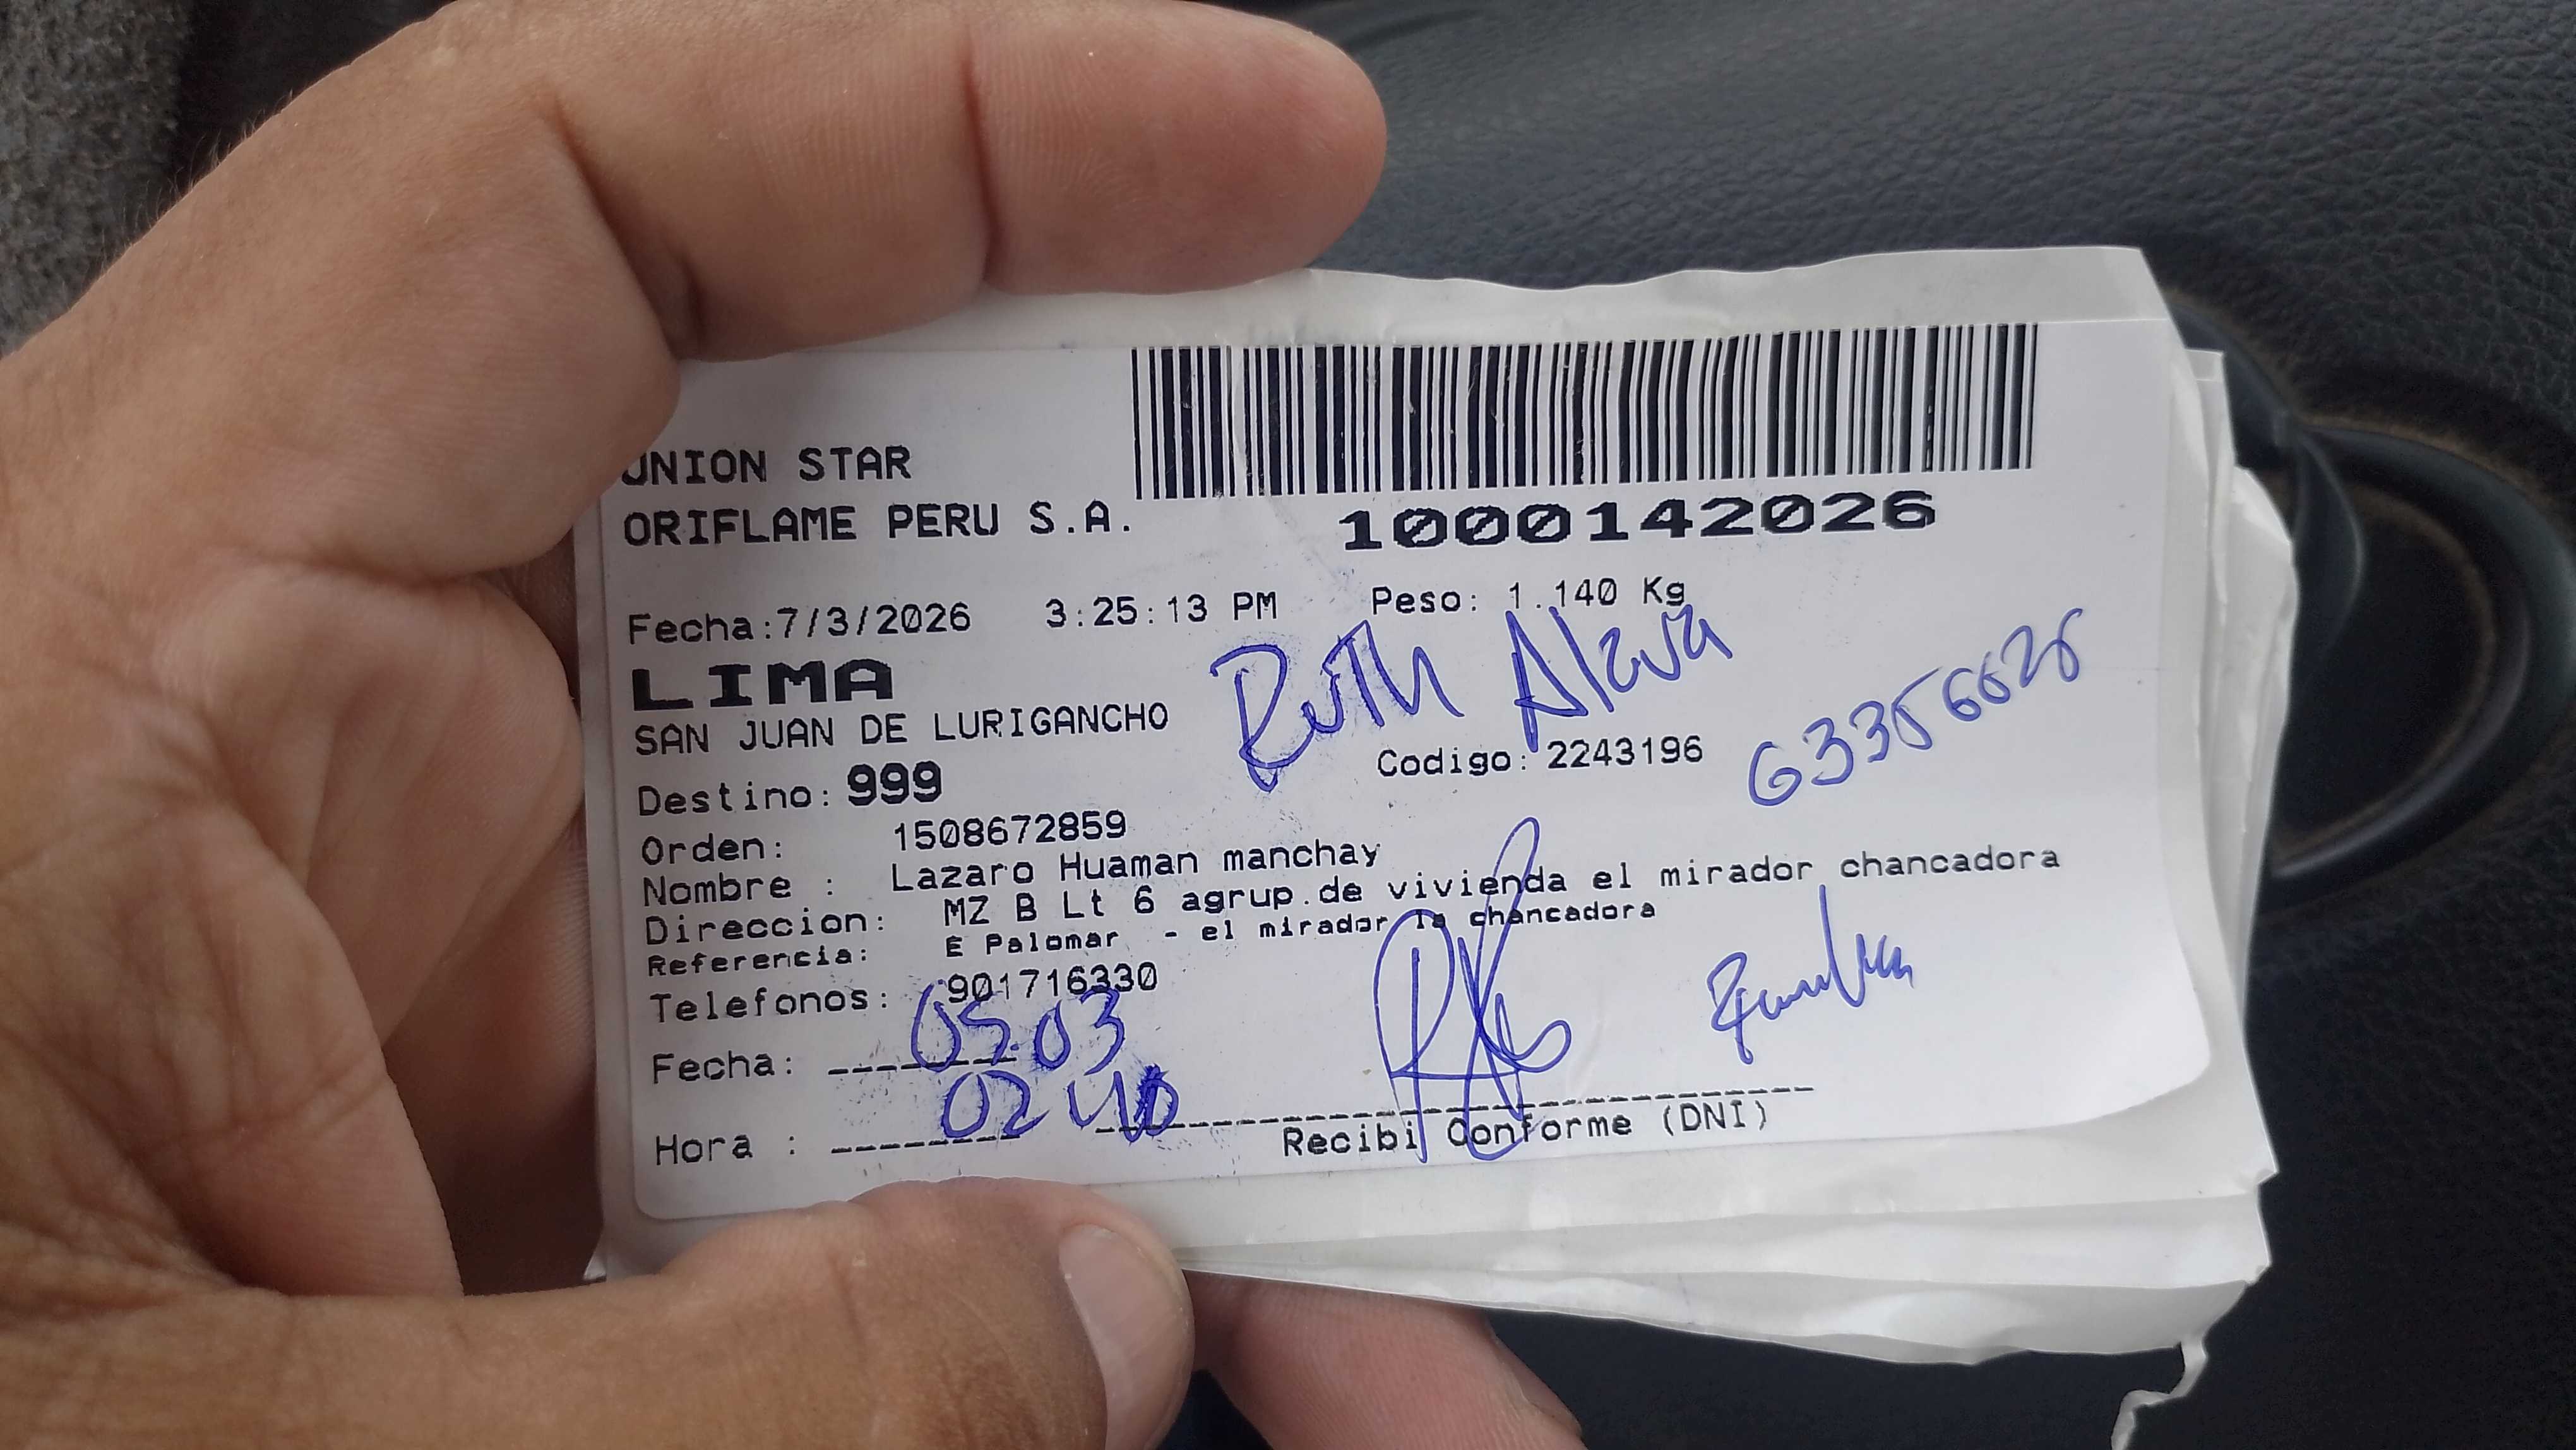 UNION STAR
ORIFLAME PERU S.A.
1000142026
Fecha:7/3/2026 3:25:13 PM Peso: 1.140 Kg
LIMA
Ruth Alava
SAN JUAN DE LURIGANCHO
Codigo: 2243196
Destino: 999
Orden: 1508672859
Nombre : Lazaro Huaman manchay
Direccion: MZ B Lt 6 agrup.de vivienda el mirador chancadora
Referencia: E Palomar - el mirador la chancadora
Telefonos: 901716330
Fecha: 05.03
Hora : 02 40
Recibi Conforme (DNI)